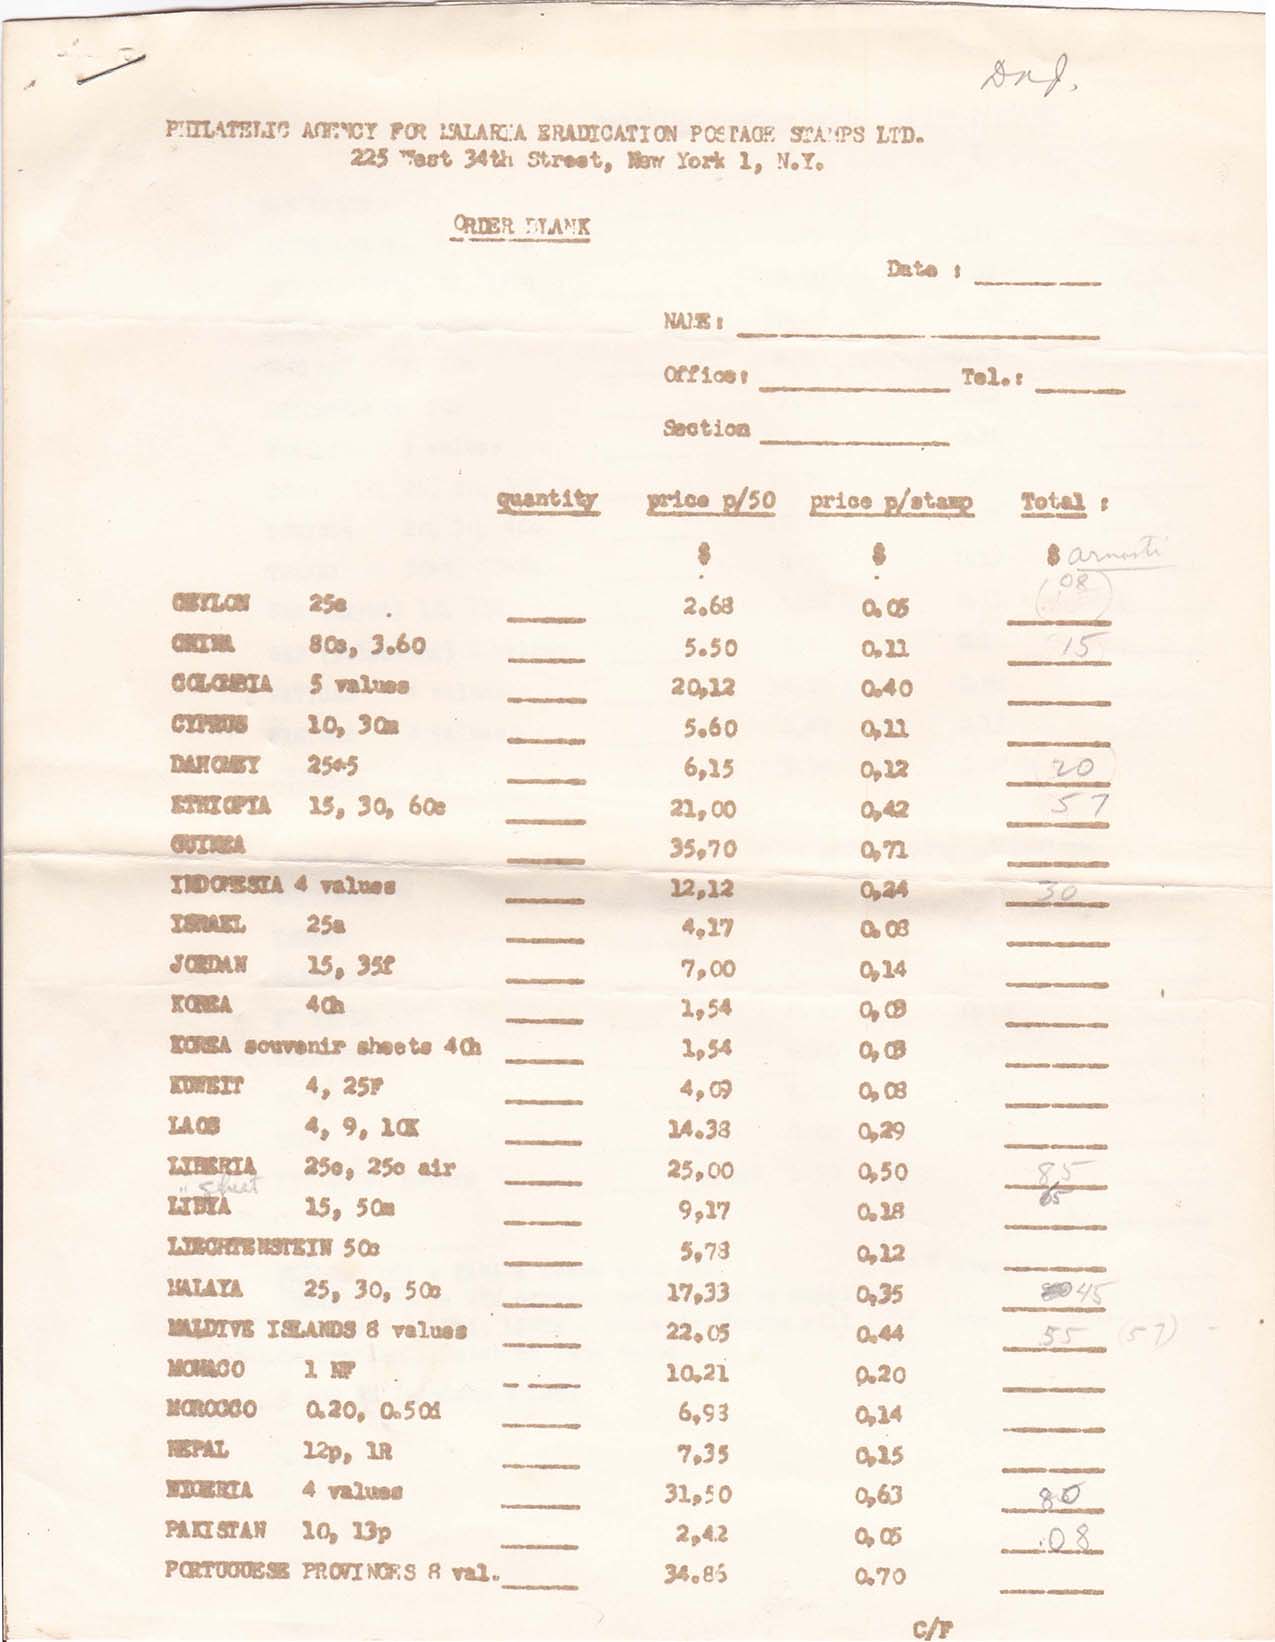 PHILATELIC AGENCY FOR MALARIA ERADICATION POSTAGE STAMPS LTD.
225 West 34th Street, New York 1, N.Y.
ORDER BLANK
Date :
NAME:
Office: Tel.:
Section
quantity price p/50 price p/stamp Total :
$ $ $
08
CEYLON 25c 2.68 0.05
CHINA 80s, 3.60 5.50 0,11 15
COLOMBIA 5 values 20,12 0.40
CYPRUS 10, 30m 5.60 0,11
DAHOMEY 25+5 6,15 0,12 20
ETHIOPIA 15, 30, 60c 21,00 0,42 57
GUINEA 35,70 0,71
INDONESIA 4 values 12,12 0,24 30
ISRAEL 25a 4,17 0.08
JORDAN 15, 35f 7,00 0,14
KOREA 40h 1,54 0,03
KOREA souvenir sheets 40h 1,54 0,03
KUWEIT 4, 25F 4,09 0,08
LAOS 4, 9, 10K 14.38 0,29
LIBERIA 25c, 25c air 25,00 0,50 85
" sheet 65
LIBYA 15, 50m 9,17 0.18
LIECHTENSTEIN 50c 5,78 0,12
MALAYA 25, 30, 50c 17,33 0,35 45
MALDIVE ISLANDS 8 values 22.05 0.44 55 (57)
MONACO 1 NF 10,21 0.20
MOROCCO 0.20, 0.50d 6,93 0,14
NEPAL 12p, 1R 7,35 0,15
NIGERIA 4 values 31,50 0,63 80
PAKISTAN 10, 13p 2,42 0,05 .08
PORTUGUESE PROVINCES 8 val. 34.86 0.70
C/F